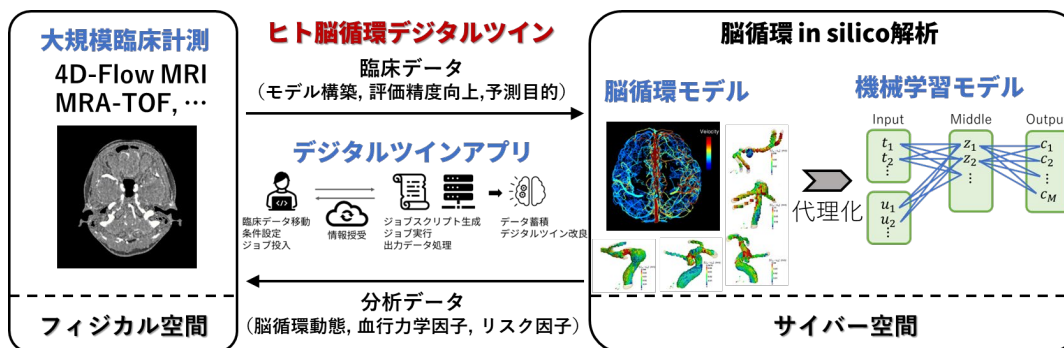 大規模臨床計測
4D-Flow MRI
MRA-TOF, …
フィジカル空間
ヒト脳循環デジタルツイン
臨床データ
（モデル構築, 評価精度向上,予測目的）
デジタルツインアプリ
臨床データ移動
条件設定
ジョブ投入
情報授受
ジョブスクリプト生成
ジョブ実行
出力データ処理
データ蓄積
デジタルツイン改良
分析データ
（脳循環動態, 血行力学因子, リスク因子）
脳循環 in silico解析
脳循環モデル
Velocity
代理化
機械学習モデル
Input
Middle
Output
t₁
t₂
⋮
u₁
u₂
⋮
z₁
z₂
⋮
c₁
c₂
⋮
c_M
サイバー空間